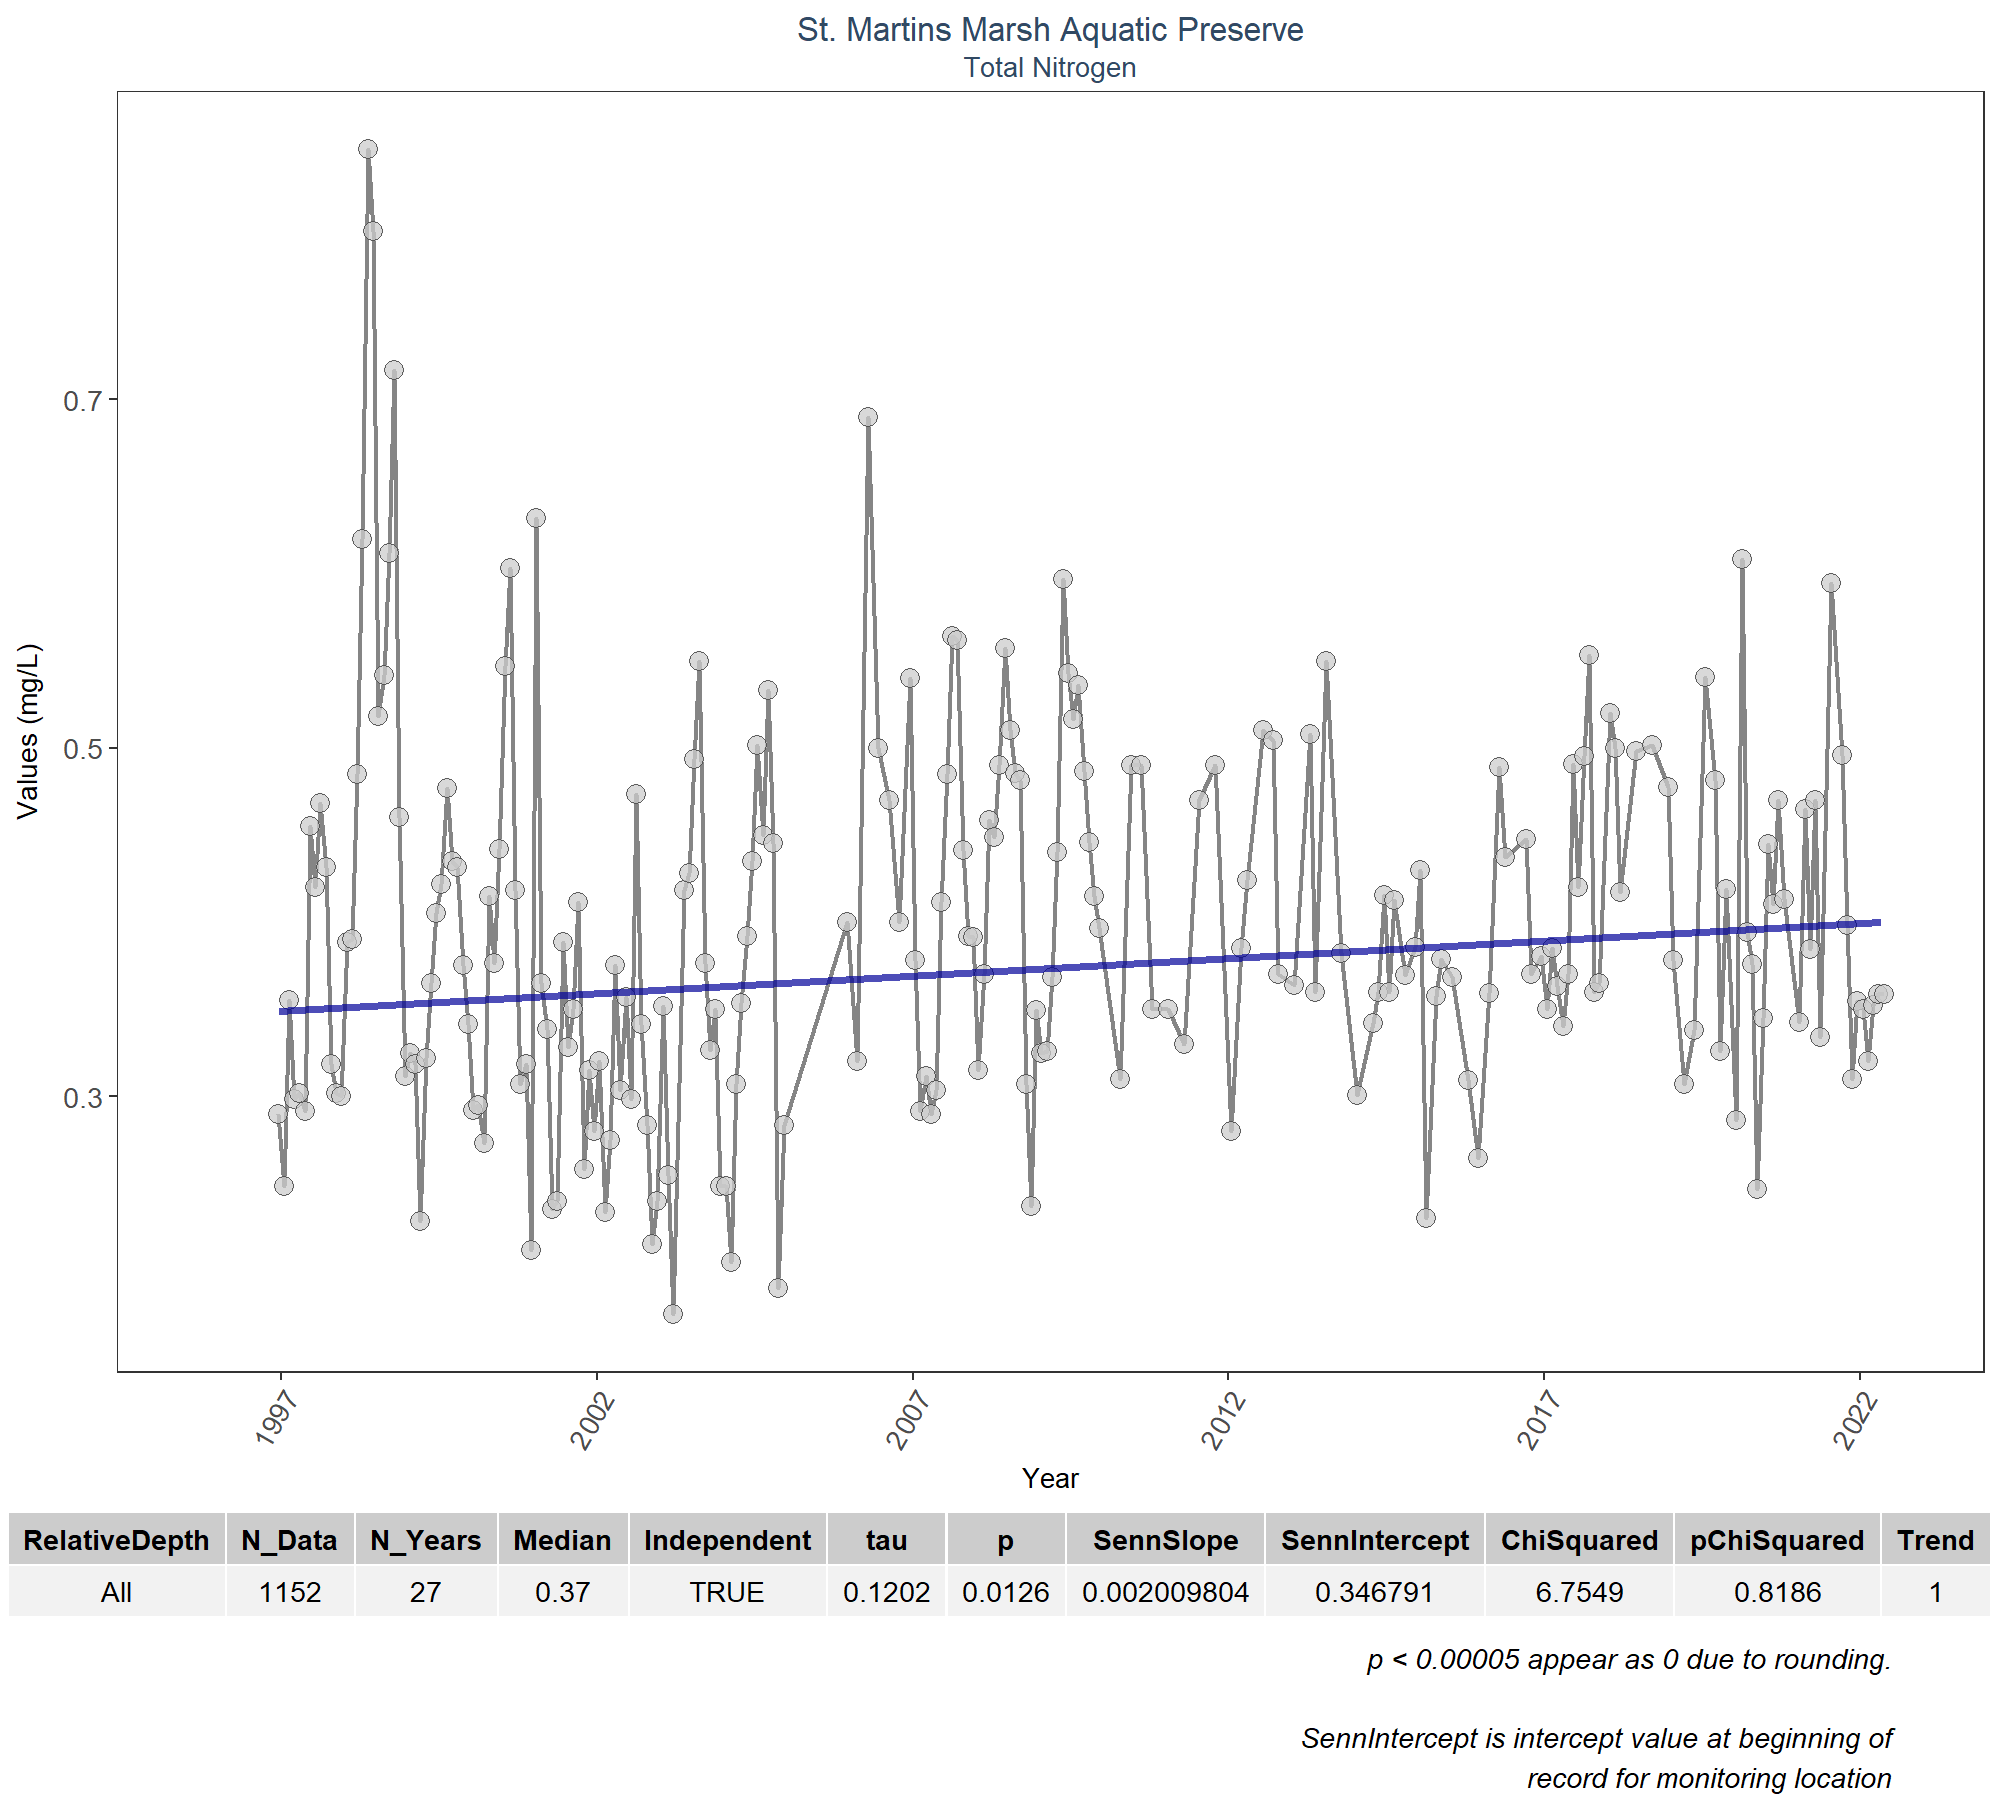 St. Martins Marsh Aquatic Preserve
Total Nitrogen
Values (mg/L)
0.7
0.5
0.3
0.3
1997 2002 2007 2012 2017 2022
Year
RelativeDepth N_Data N_Years Median Independent tau p SennSlope SennIntercept ChiSquared pChiSquared Trend
All 1152 27 0.37 TRUE 0.1202 0.0126 0.002009804 0.346791 6.7549 0.8186 1
p < 0.00005 appear as 0 due to rounding.
SennIntercept is intercept value at beginning of
record for monitoring location